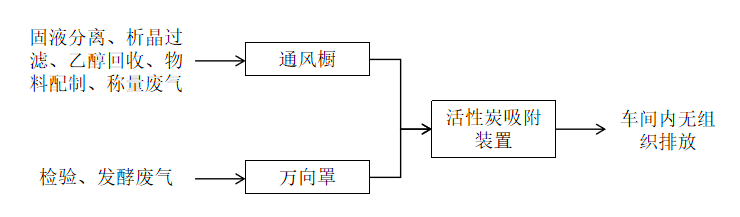 固液分离、析晶过
滤、乙醇回收、物
料配制、称量废气
通风橱
活性炭吸附
装置
车间内无组
织排放
检验、发酵废气
万向罩